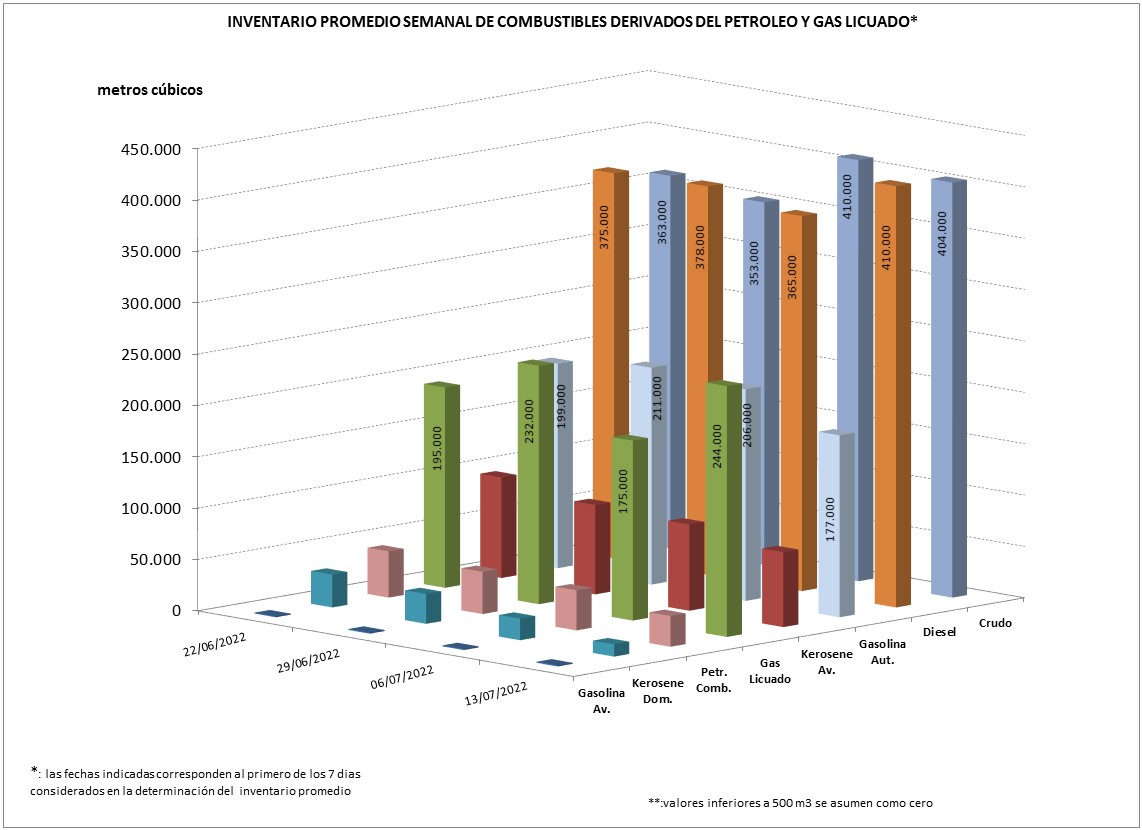 INVENTARIO PROMEDIO SEMANAL DE COMBUSTIBLES DERIVADOS DEL PETROLEO Y GAS LICUADO*
metros cúbicos
450.000
400.000
350.000
300.000
250.000
200.000
150.000
100.000
50.000
0
375.000
363.000
378.000
353.000
365.000
410.000
410.000
404.000
195.000
232.000
199.000
175.000
211.000
244.000
206.000
177.000
22/06/2022
29/06/2022
06/07/2022
13/07/2022
Gasolina
Av.
Kerosene
Dom.
Petr.
Comb.
Gas
Licuado
Kerosene
Av.
Gasolina
Aut.
Diesel
Crudo
*: las fechas indicadas corresponden al primero de los 7 dias
considerados en la determinación del inventario promedio
**:valores inferiores a 500 m3 se asumen como cero